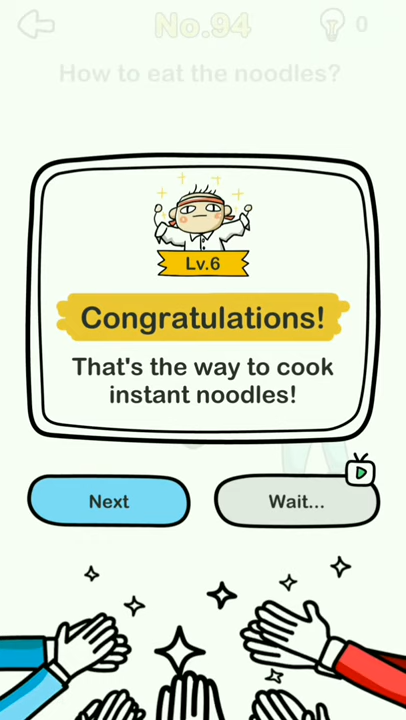 No.94
0
How to eat the noodles?
Lv.6
Congratulations!
That's the way to cook
instant noodles!
Next
Wait...